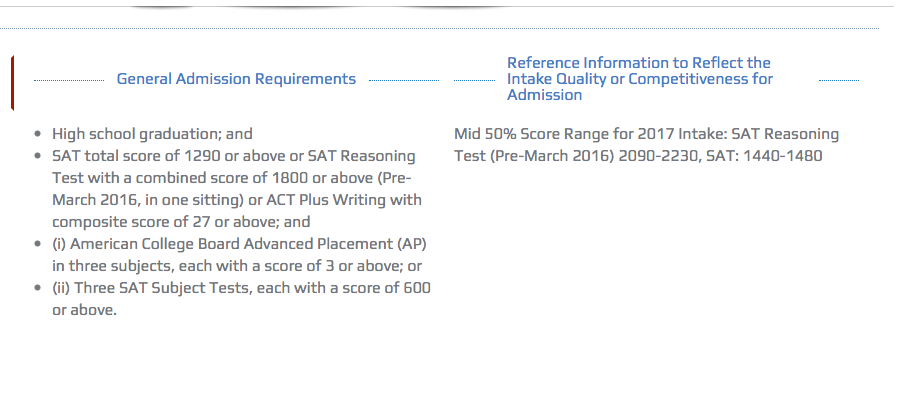 General Admission Requirements
Reference Information to Reflect the
Intake Quality or Competitiveness for
Admission
High school graduation; and
SAT total score of 1290 or above or SAT Reasoning
Test with a combined score of 1800 or above (Pre-
March 2016, in one sitting) or ACT Plus Writing with
composite score of 27 or above; and
(i) American College Board Advanced Placement (AP)
in three subjects, each with a score of 3 or above; or
(ii) Three SAT Subject Tests, each with a score of 600
or above.
Mid 50% Score Range for 2017 Intake: SAT Reasoning
Test (Pre-March 2016) 2090-2230, SAT: 1440-1480